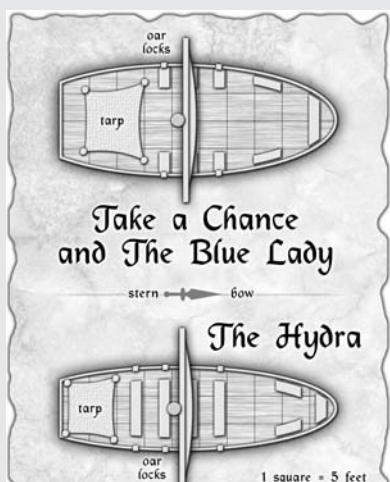 oar
locks
tarp
Take a Chance
and The Blue Lady
stern bow
The Hydra
tarp
oar
locks
1 square = 5 feet